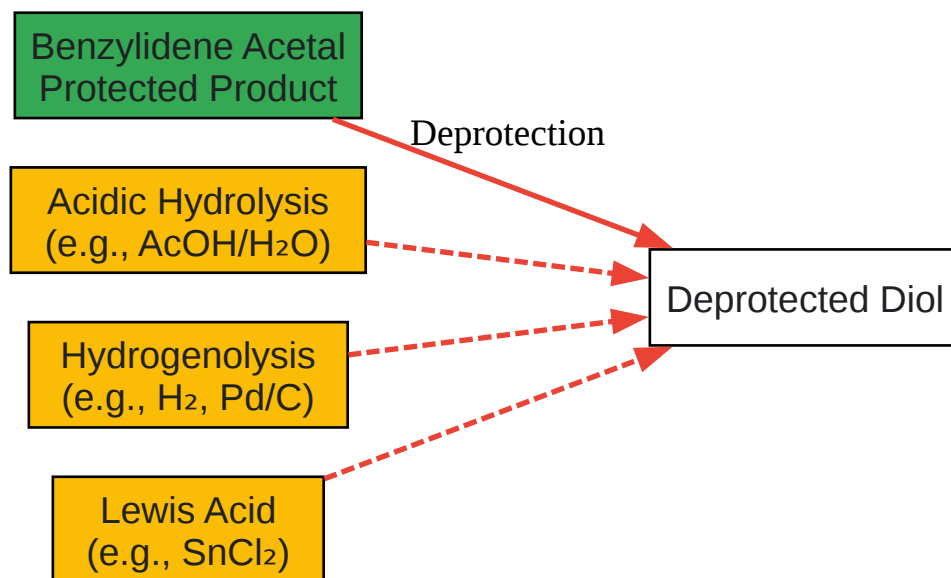 Benzylidene Acetal
Protected Product
Deprotection
Acidic Hydrolysis
(e.g., AcOH/H₂O)
Deprotected Diol
Hydrogenolysis
(e.g., H₂, Pd/C)
Lewis Acid
(e.g., SnCl₂)